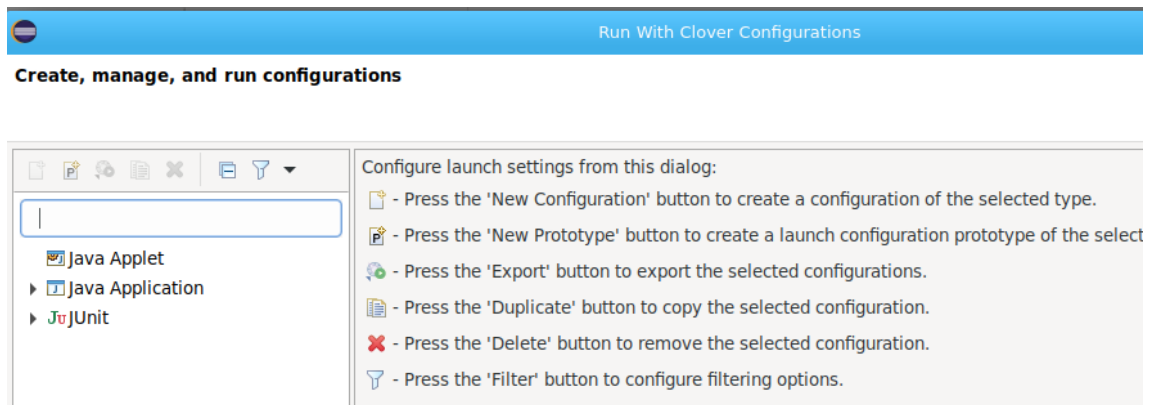 Run With Clover Configurations
Create, manage, and run configurations
Java Applet
Java Application
JUnit
Configure launch settings from this dialog:
- Press the 'New Configuration' button to create a configuration of the selected type.
- Press the 'New Prototype' button to create a launch configuration prototype of the select
- Press the 'Export' button to export the selected configurations.
- Press the 'Duplicate' button to copy the selected configuration.
- Press the 'Delete' button to remove the selected configuration.
- Press the 'Filter' button to configure filtering options.